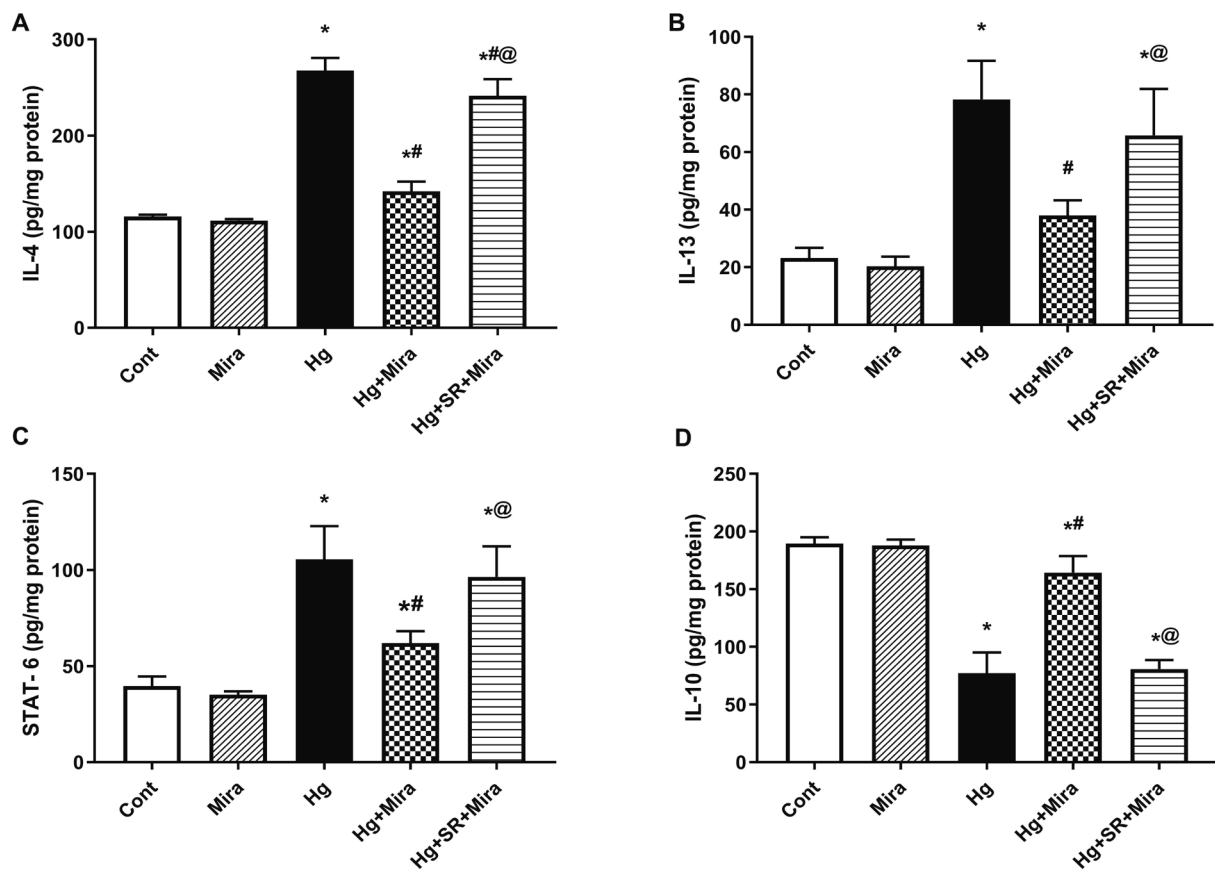 A
IL-4 (pg/mg protein)
300
200
100
0
*
*#
*#@
Cont
Mira
Hg
Hg+Mira
Hg+SR+Mira
B
IL-13 (pg/mg protein)
100
80
60
40
20
0
*
#
*@
Cont
Mira
Hg
Hg+Mira
Hg+SR+Mira
C
STAT- 6 (pg/mg protein)
150
100
50
0
*
*#
*@
Cont
Mira
Hg
Hg+Mira
Hg+SR+Mira
D
IL-10 (pg/mg protein)
250
200
150
100
50
0
*
*#
*@
Cont
Mira
Hg
Hg+Mira
Hg+SR+Mira